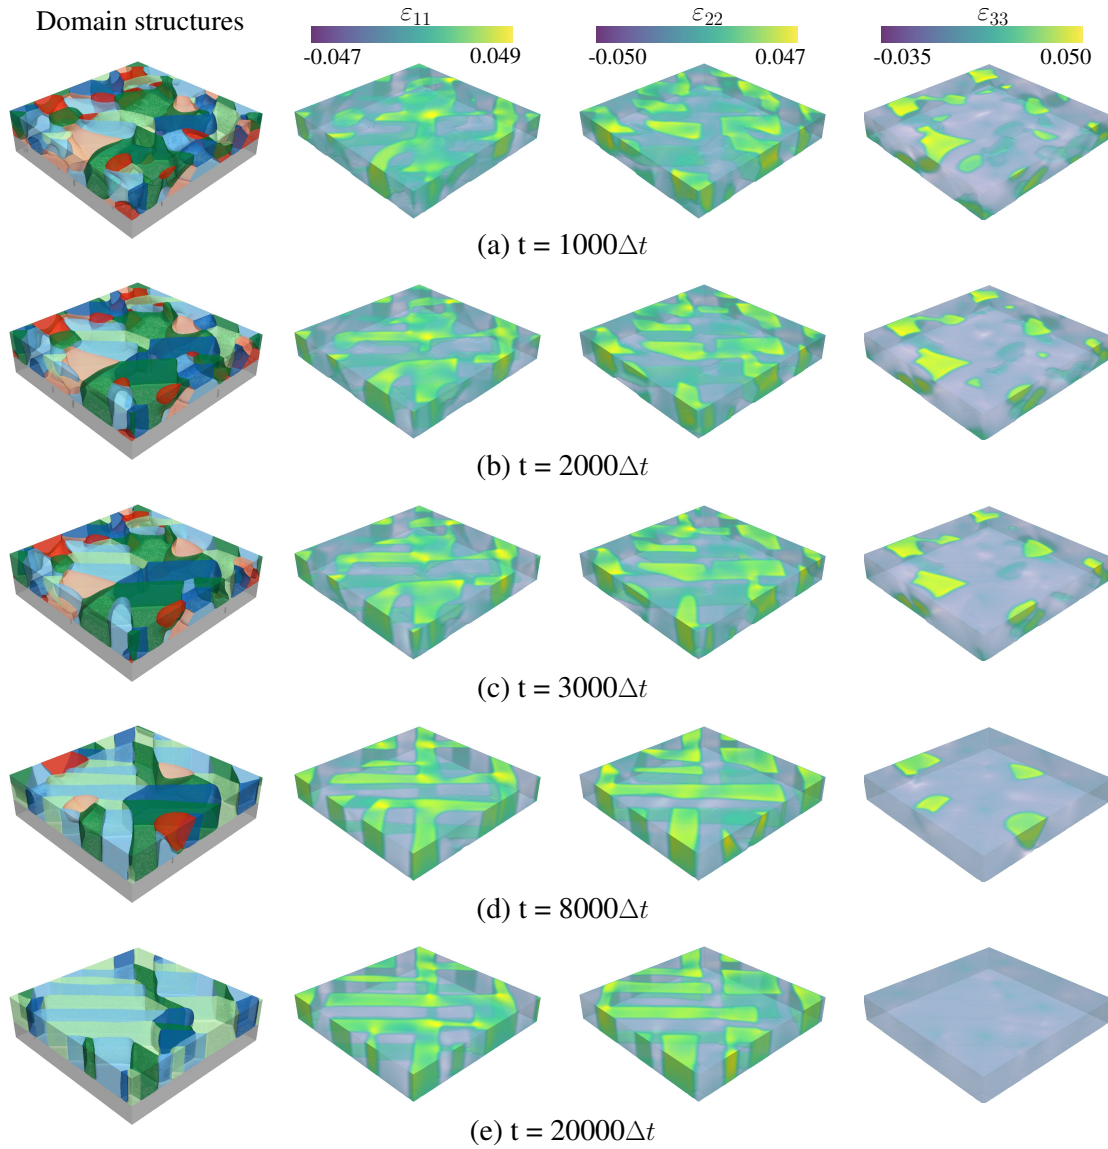 Domain structures
ε₁₁
-0.047 0.049
ε₂₂
-0.050 0.047
ε₃₃
-0.035 0.050
(a) t = 1000Δt
(b) t = 2000Δt
(c) t = 3000Δt
(d) t = 8000Δt
(e) t = 20000Δt